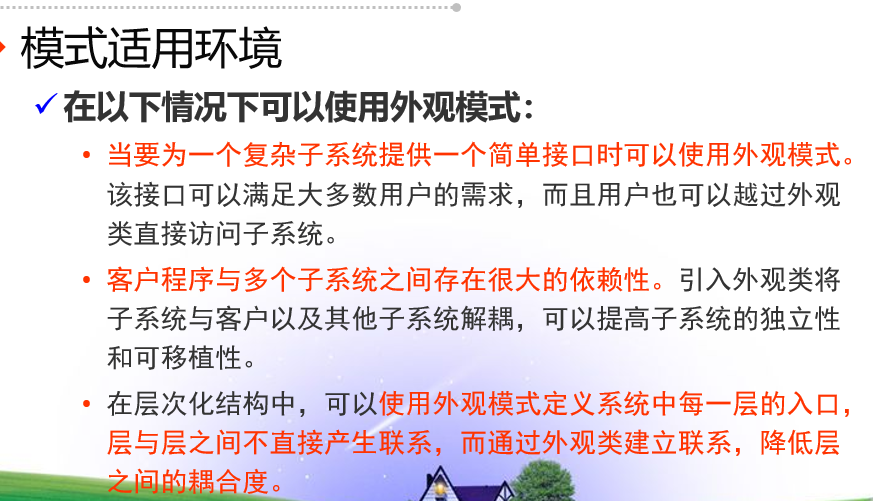 模式适用环境
在以下情况下可以使用外观模式：
当要为一个复杂子系统提供一个简单接口时可以使用外观模式。
该接口可以满足大多数用户的需求，而且用户也可以越过外观
类直接访问子系统。
客户程序与多个子系统之间存在很大的依赖性。引入外观类将
子系统与客户以及其他子系统解耦，可以提高子系统的独立性
和可移植性。
在层次化结构中，可以使用外观模式定义系统中每一层的入口，
层与层之间不直接产生联系，而通过外观类建立联系，降低层
之间的耦合度。